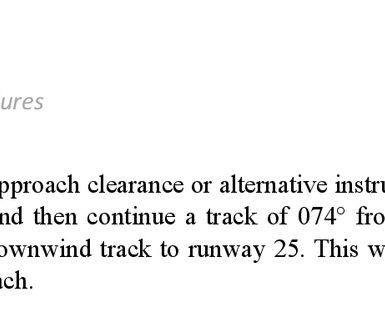 ures
pproach clearance or alternative instru
nd then continue a track of 074° fro
ownwind track to runway 25. This w
ach.